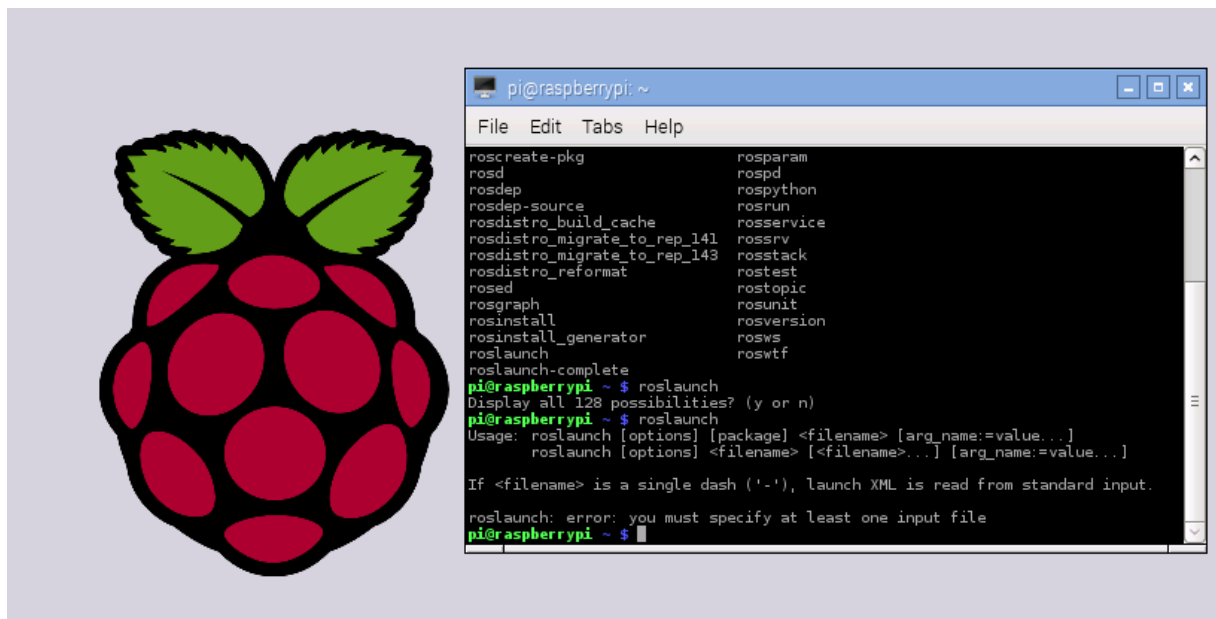 pi@raspberrypi: ~
File Edit Tabs Help
roscreate-pkg rosparam
rosd rospd
rosdep rospython
rosdep-source rosrun
rosdistro_build_cache rosservice
rosdistro_migrate_to_rep_141 rossrv
rosdistro_migrate_to_rep_143 rosstack
rosdistro_reformat rostest
rosed rostopic
rosgraph rosunit
rosinstall rosversion
rosinstall_generator rosws
roslaunch roswtf
roslaunch-complete
pi@raspberrypi ~ $ roslaunch
Display all 128 possibilities? (y or n)
pi@raspberrypi ~ $ roslaunch
Usage: roslaunch [options] [package] <filename> [arg_name:=value...]
roslaunch [options] <filename> [<filename>...] [arg_name:=value...]
If <filename> is a single dash ('-'), launch XML is read from standard input.
roslaunch: error: you must specify at least one input file
pi@raspberrypi ~ $